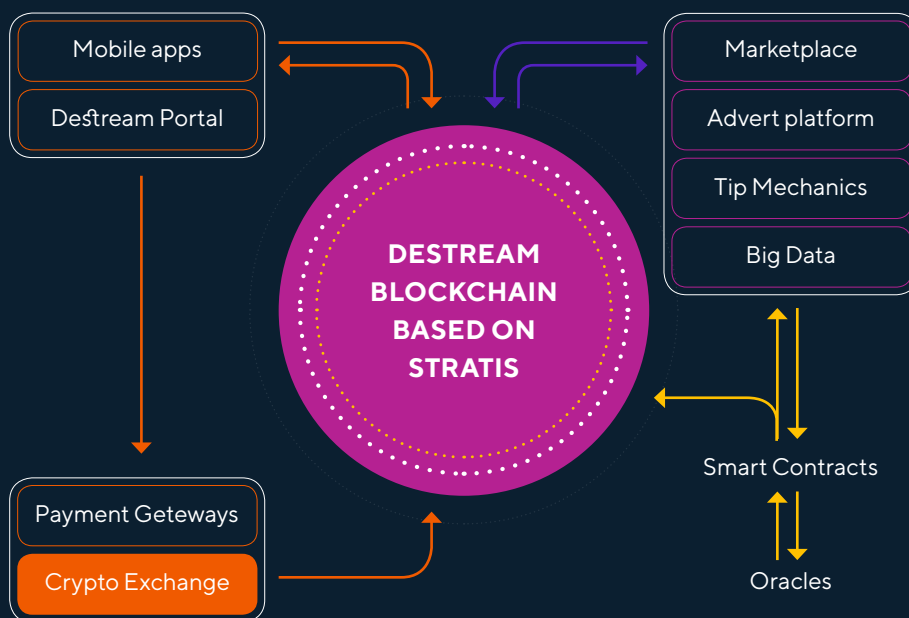 Mobile apps
Destream Portal
Marketplace
Advert platform
Tip Mechanics
Big Data
DESTREAM
BLOCKCHAIN
BASED ON
STRATIS
Smart Contracts
Oracles
Payment Geteways
Crypto Exchange